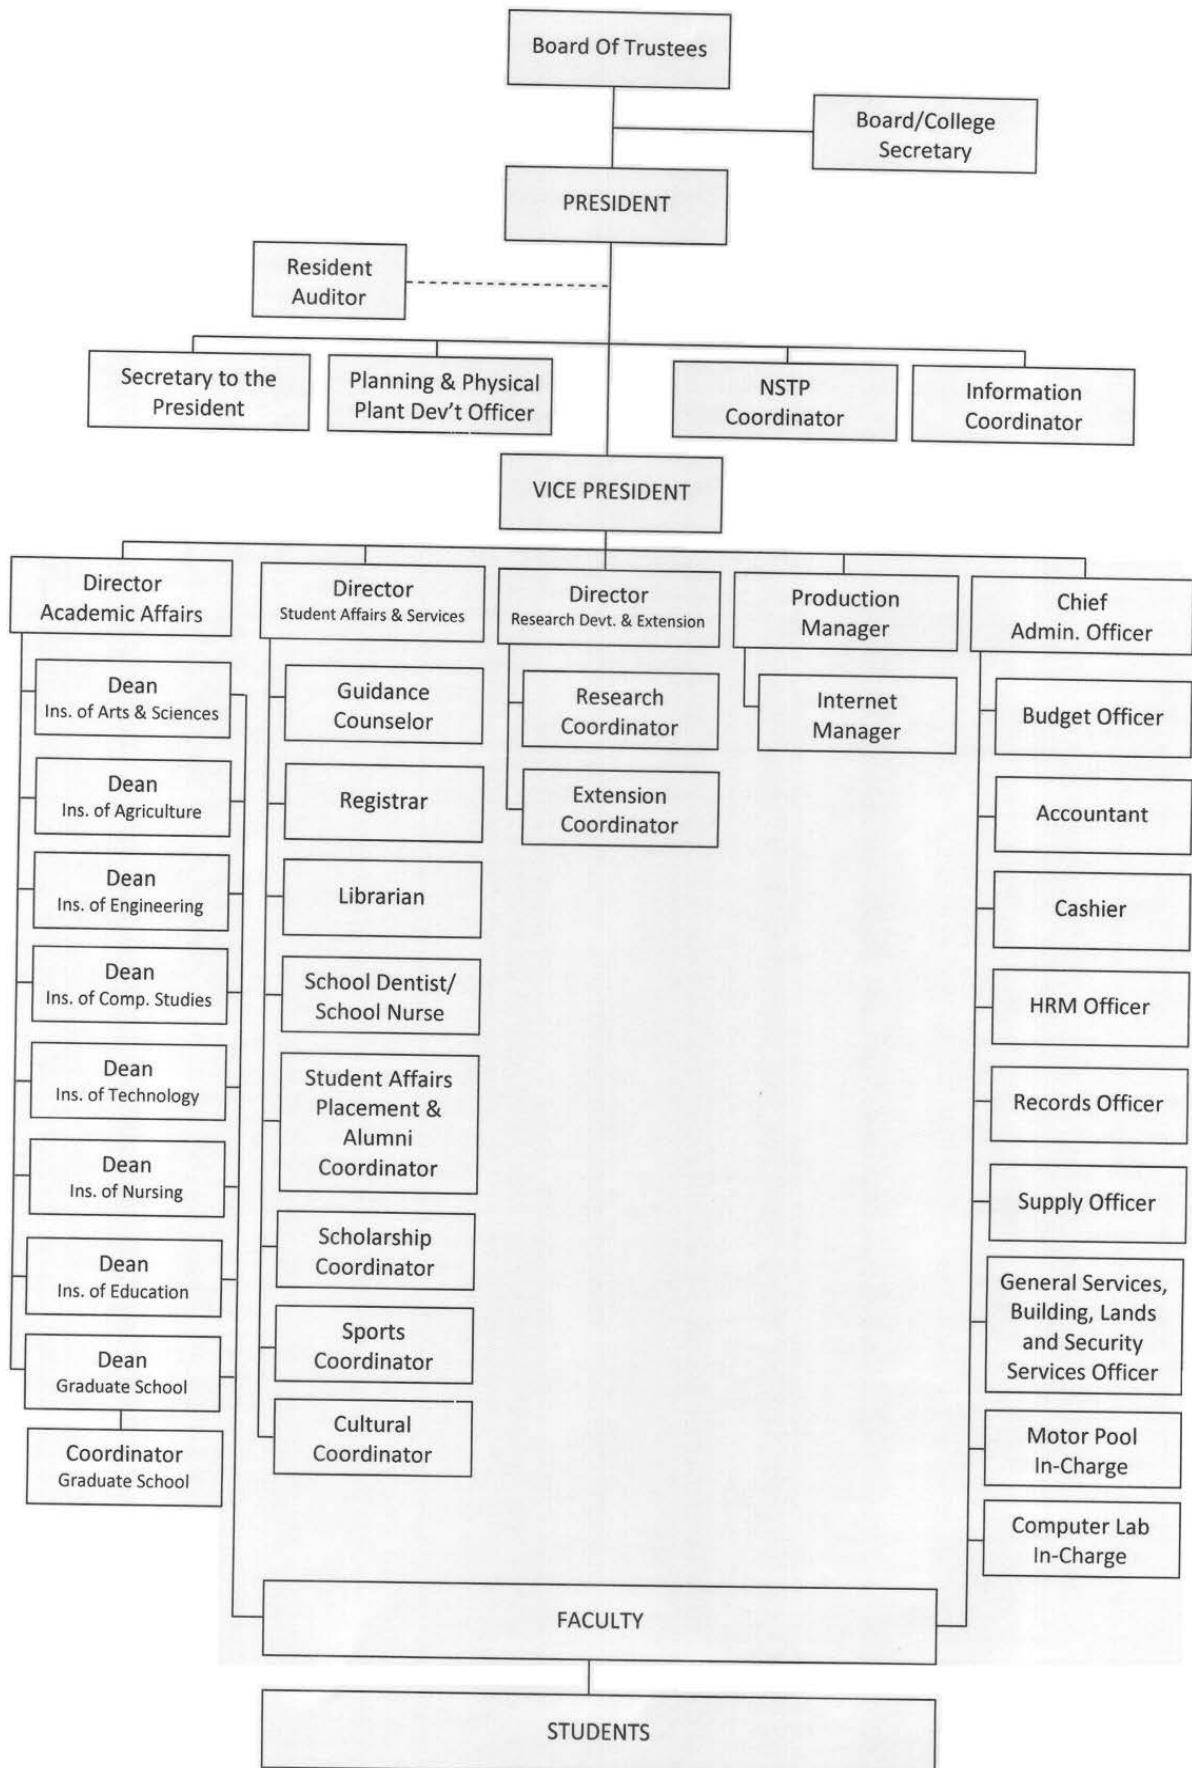 Board Of Trustees
Board/College
Secretary
PRESIDENT
Resident
Auditor
Secretary to the
President
Planning & Physical
Plant Dev't Officer
NSTP
Coordinator
Information
Coordinator
VICE PRESIDENT
Director
Academic Affairs
Director
Student Affairs & Services
Director
Research Devt. & Extension
Production
Manager
Chief
Admin. Officer
Dean
Ins. of Arts & Sciences
Dean
Ins. of Agriculture
Dean
Ins. of Engineering
Dean
Ins. of Comp. Studies
Dean
Ins. of Technology
Dean
Ins. of Nursing
Dean
Ins. of Education
Dean
Graduate School
Coordinator
Graduate School
Guidance
Counselor
Registrar
Librarian
School Dentist/
School Nurse
Student Affairs
Placement &
Alumni
Coordinator
Scholarship
Coordinator
Sports
Coordinator
Cultural
Coordinator
Research
Coordinator
Extension
Coordinator
Internet
Manager
Budget Officer
Accountant
Cashier
HRM Officer
Records Officer
Supply Officer
General Services,
Building, Lands
and Security
Services Officer
Motor Pool
In-Charge
Computer Lab
In-Charge
FACULTY
STUDENTS